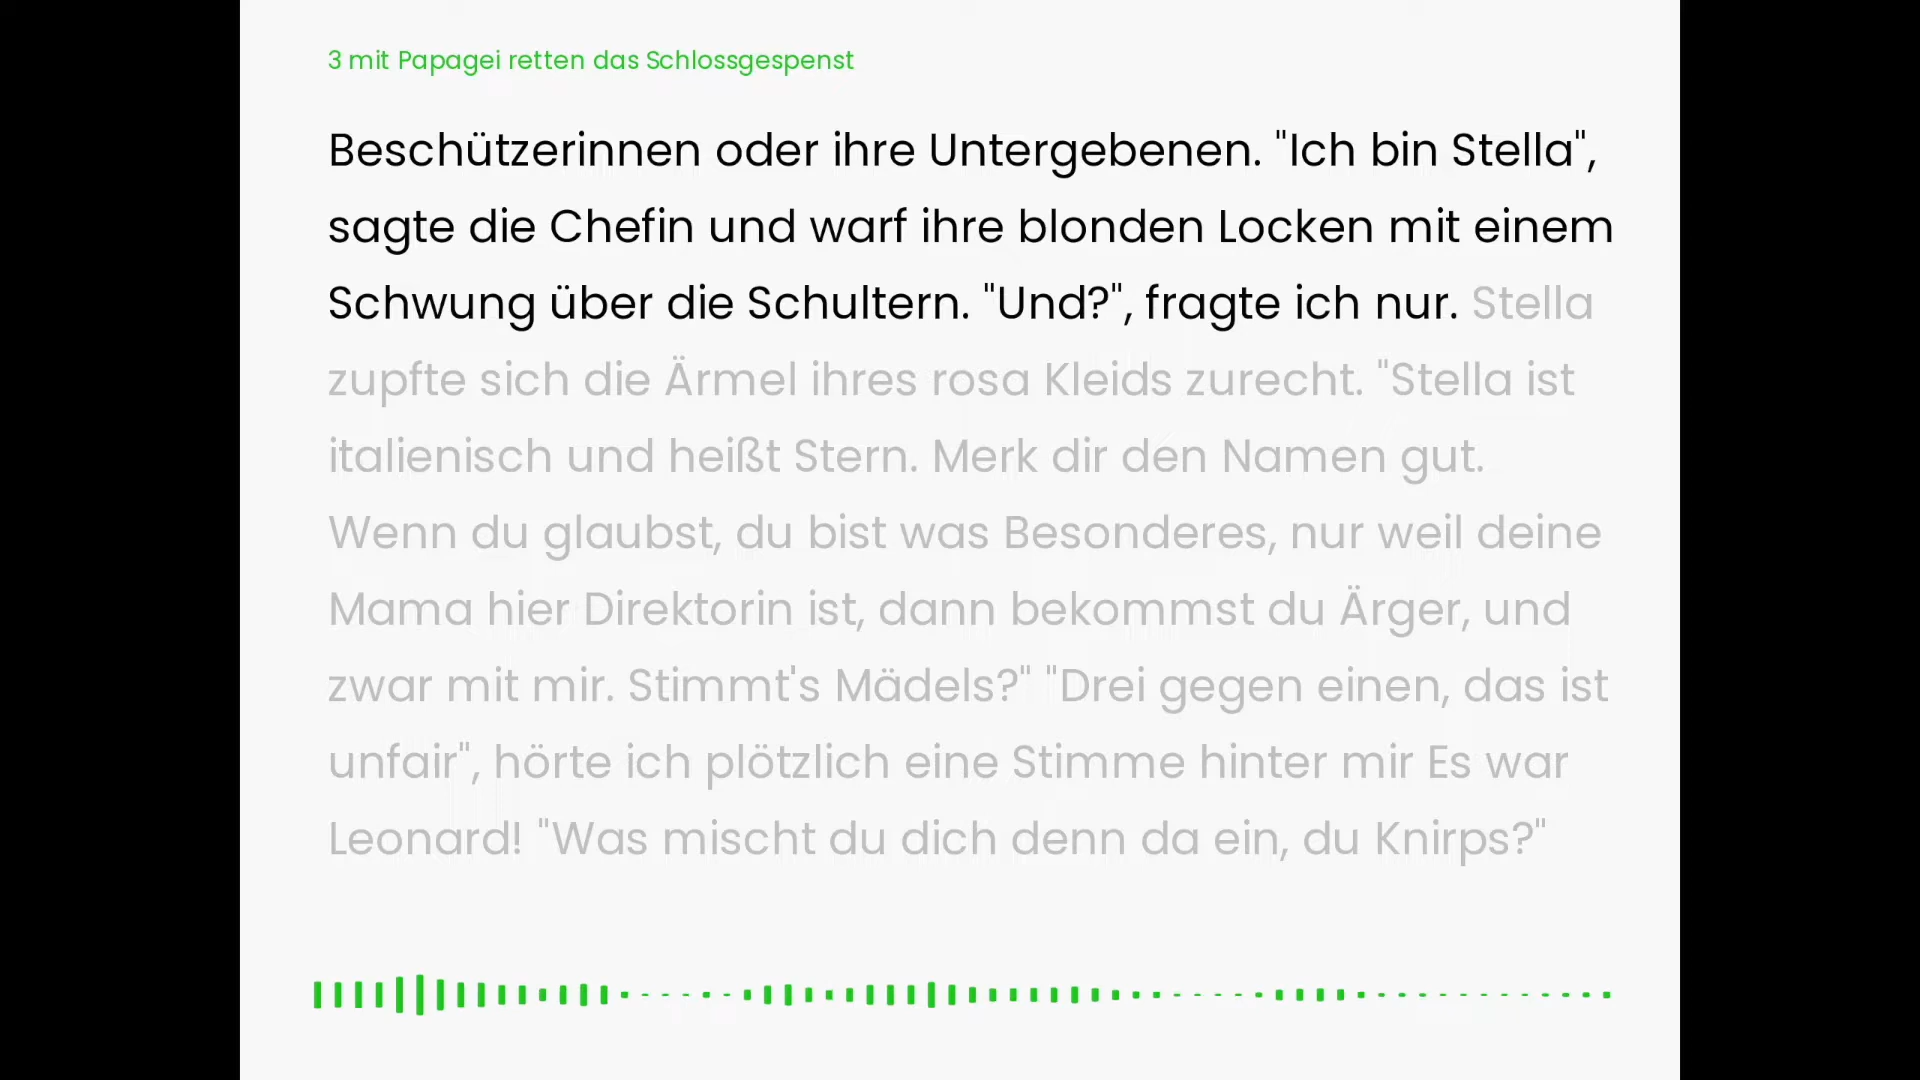 3 mit Papagei retten das Schlossgespenst
Beschützerinnen oder ihre Untergebenen. "Ich bin Stella",
sagte die Chefin und warf ihre blonden Locken mit einem
Schwung über die Schultern. "Und?", fragte ich nur. Stella
zupfte sich die Ärmel ihres rosa Kleids zurecht. "Stella ist
italienisch und heißt Stern. Merk dir den Namen gut.
Wenn du glaubst, du bist was Besonderes, nur weil deine
Mama hier Direktorin ist, dann bekommst du Ärger, und
zwar mit mir. Stimmt's Mädels?" "Drei gegen einen, das ist
unfair", hörte ich plötzlich eine Stimme hinter mir Es war
Leonard! "Was mischt du dich denn da ein, du Knirps?"